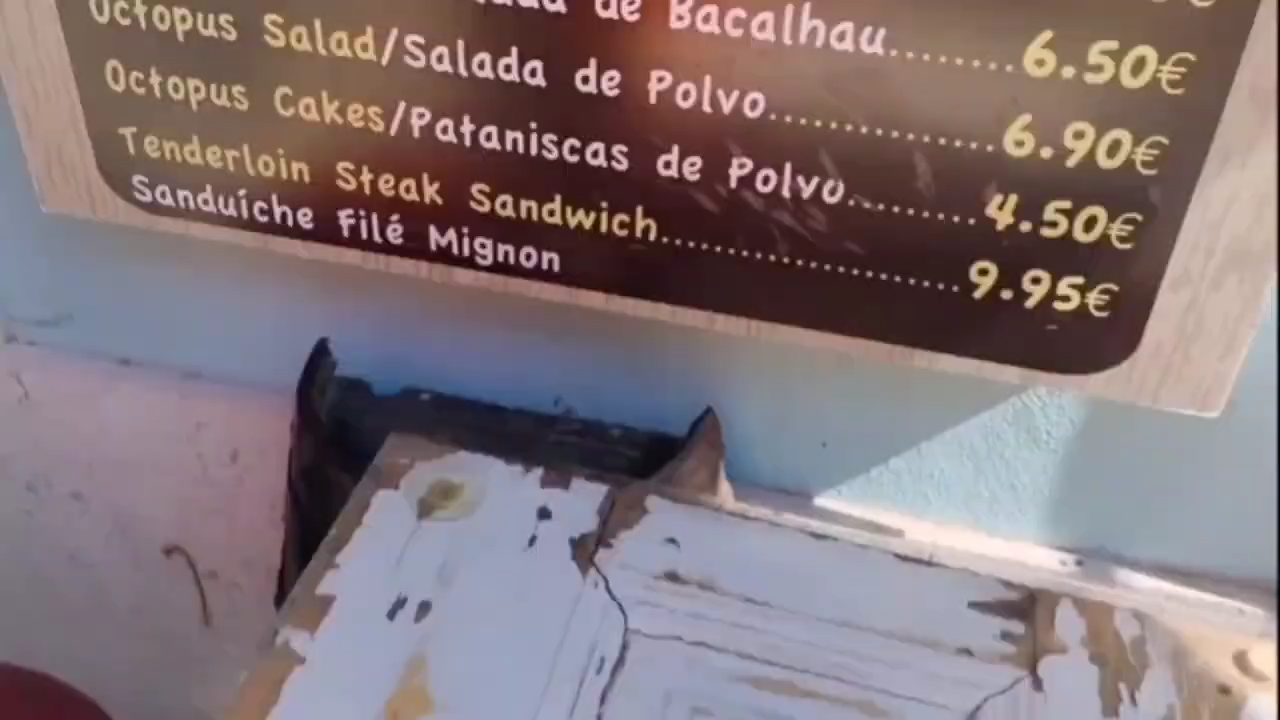 de Bacalhau........6.50€
Octopus Salad/Salada de Polvo...............6.90€
Octopus Cakes/Pataniscas de Polvo.........4.50€
Tenderloin Steak Sandwich......................9.95€
Sanduíche Filé Mignon